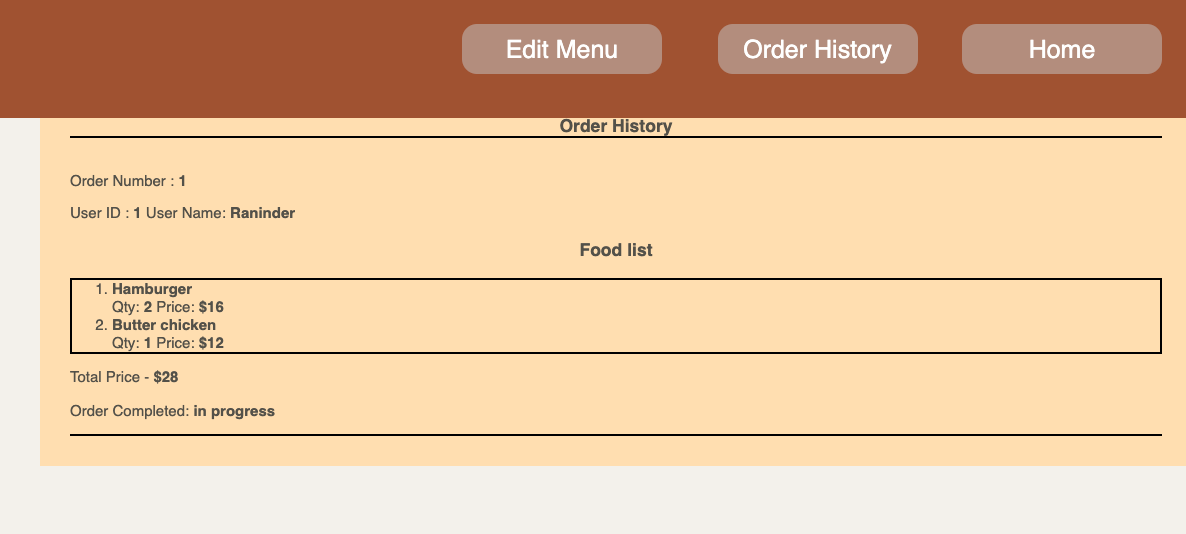 Edit Menu Order History Home
Order History
Order Number : 1
User ID : 1 User Name: Raninder
Food list
1. Hamburger
Qty: 2 Price: $16
2. Butter chicken
Qty: 1 Price: $12
Total Price - $28
Order Completed: in progress